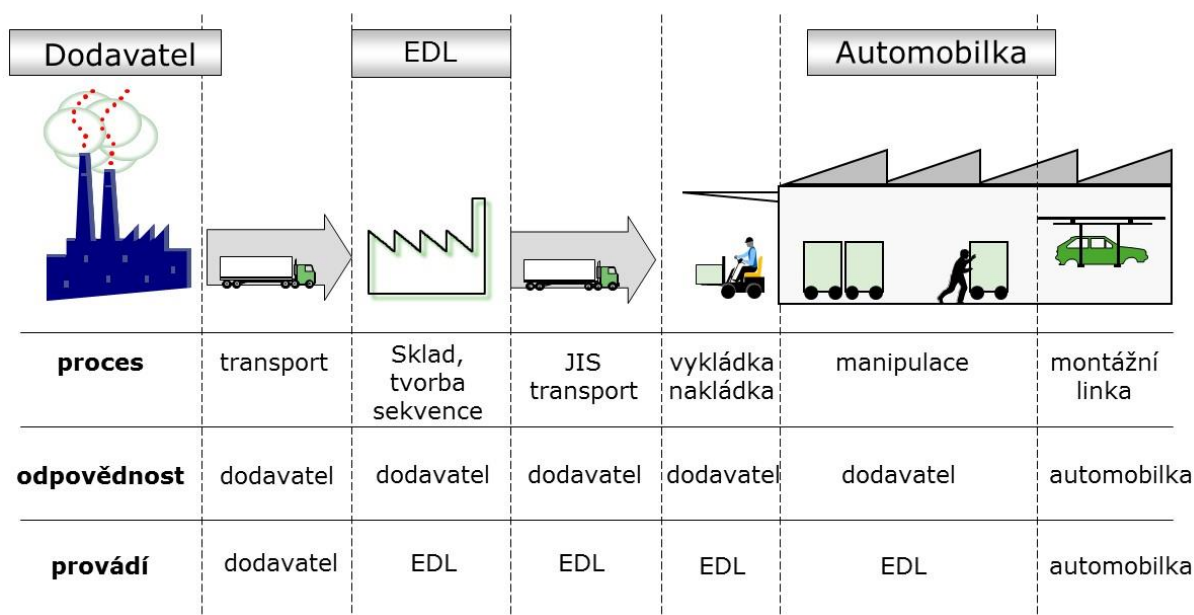 Dodavatel
EDL
Automobilka
proces
transport
Sklad,
tvorba
sekvence
JIS
transport
vykládka
nakládka
manipulace
montážní
linka
odpovědnost
dodavatel
dodavatel
dodavatel
dodavatel
dodavatel
automobilka
provádí
dodavatel
EDL
EDL
EDL
EDL
automobilka